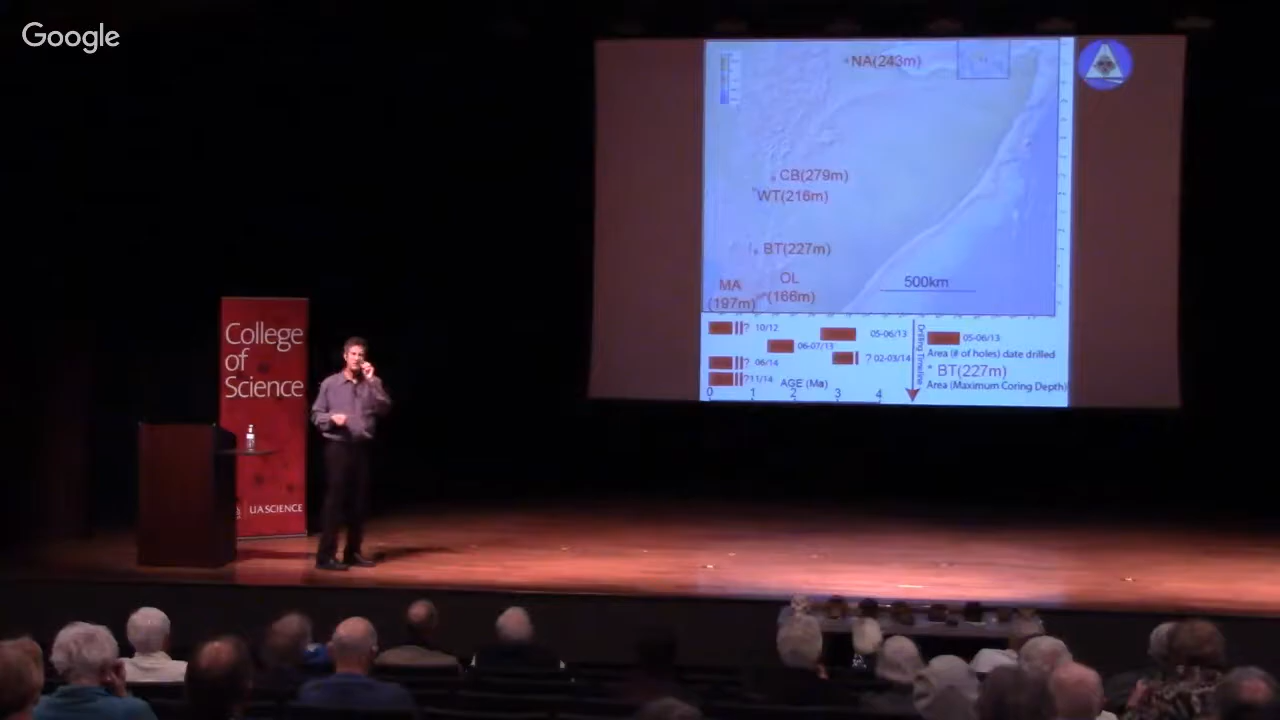 Google
NA(243m)
CB(279m)
WT(216m)
BT(227m)
OL
MA
(197m)
(166m)
500km
? 10/12
05-06/13
06-07/13
? 06/14
? 02-03/14
?11/14
AGE (Ma)
0 1 2 3 4
Drilling Timeline
05-06/13
Area (# of holes) date drilled
* BT(227m)
Area (Maximum Coring Depth)
College
of
Science
UA SCIENCE